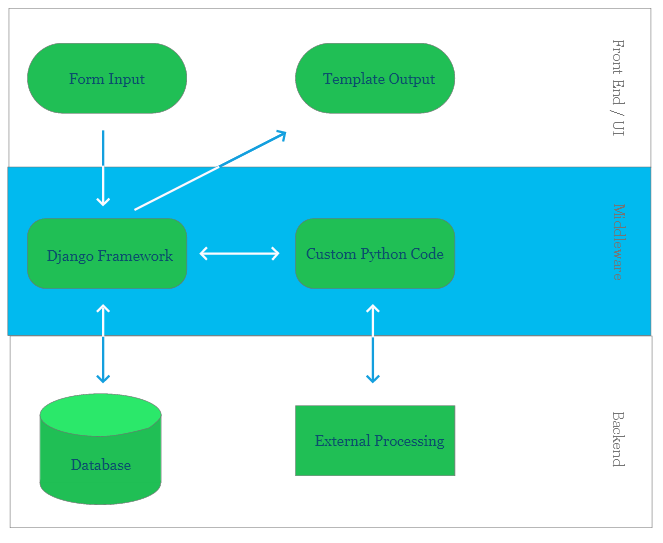 Form Input
Template Output
Front End / UI
Django Framework
Custom Python Code
Middleware
Database
External Processing
Backend